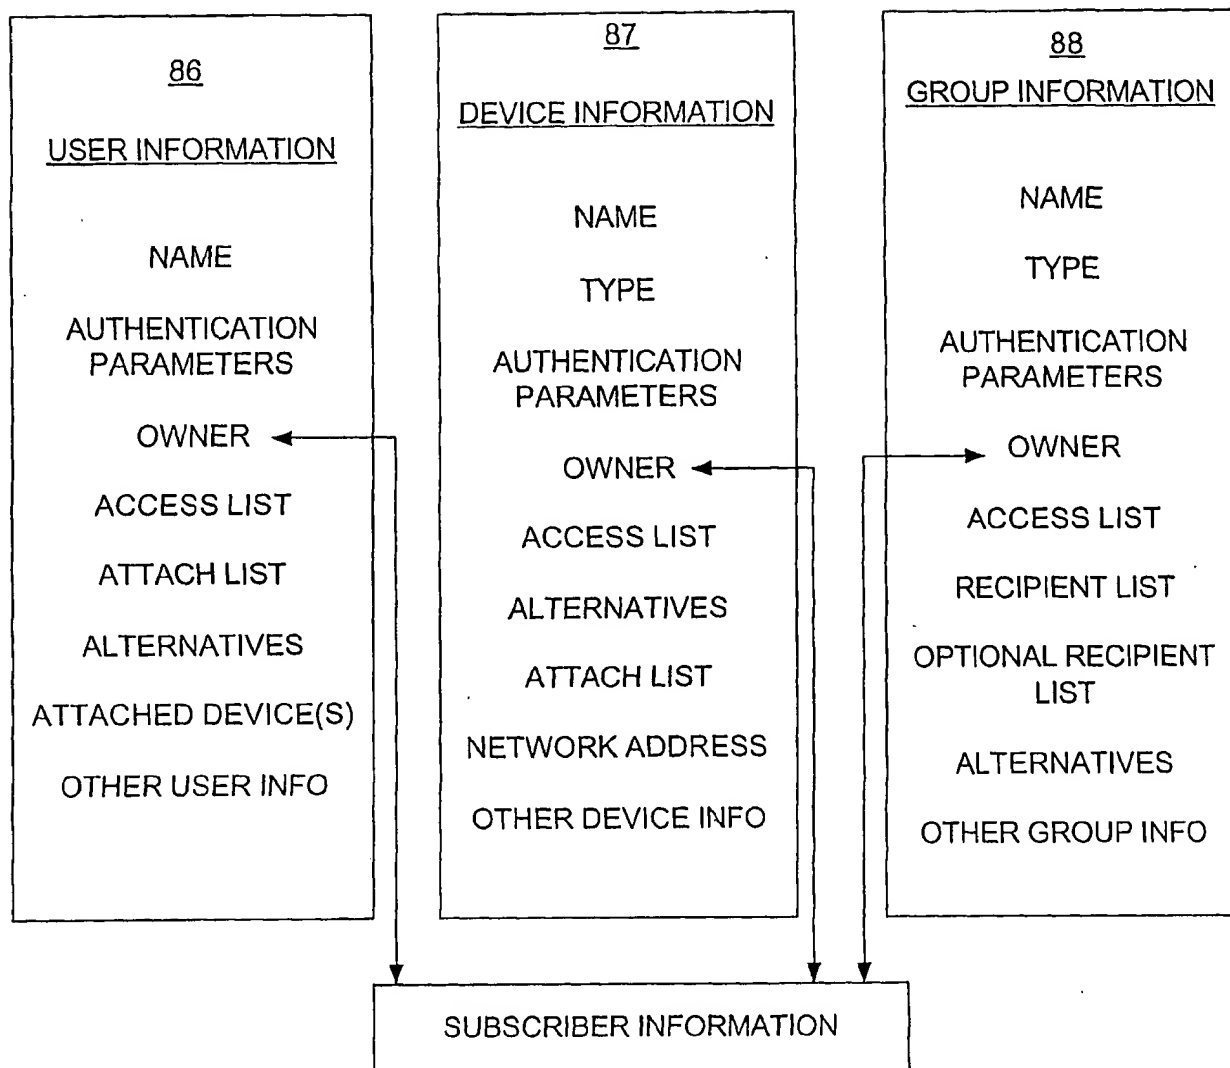 86
USER INFORMATION
NAME
AUTHENTICATION
PARAMETERS
OWNER
ACCESS LIST
ATTACH LIST
ALTERNATIVES
ATTACHED DEVICE(S)
OTHER USER INFO
87
DEVICE INFORMATION
NAME
TYPE
AUTHENTICATION
PARAMETERS
OWNER
ACCESS LIST
ALTERNATIVES
ATTACH LIST
NETWORK ADDRESS
OTHER DEVICE INFO
88
GROUP INFORMATION
NAME
TYPE
AUTHENTICATION
PARAMETERS
OWNER
ACCESS LIST
RECIPIENT LIST
OPTIONAL RECIPIENT
LIST
ALTERNATIVES
OTHER GROUP INFO
SUBSCRIBER INFORMATION